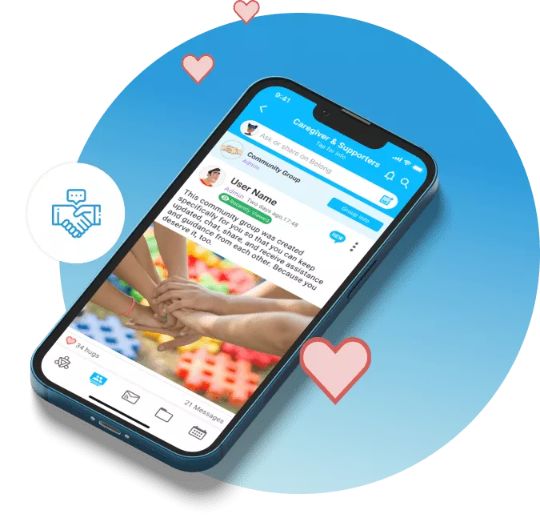 9:41
Caregiver & Supporters
Tap for info
Ask or share on Belong
Community Group
Admin
Group Info
User Name
Admin Two days ago, 17:48
Recently viewed
NEW
This community group was created
specifically for you so that you can keep
updated, chat, share, and receive assistance
and guidance from each other. Because you
deserve it, too.
34 hugs
21 Messages